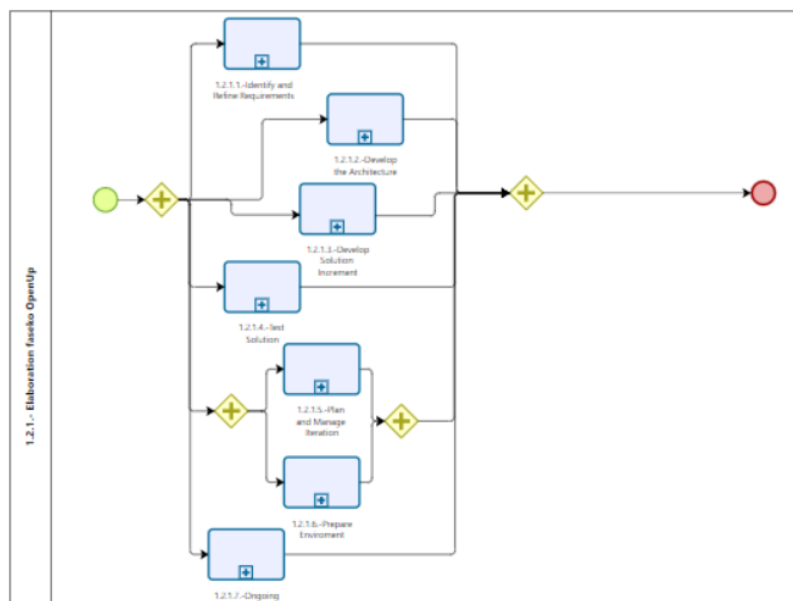 1.2.1.- Elaboration faseko OpenUp
1.2.1.1.-Identify and
Refine Requirements
1.2.1.2.-Develop
the Architecture
1.2.1.3.-Develop
Solution
Increment
1.2.1.4.-Test
Solution
1.2.1.5.-Plan
and Manage
Iteration
1.2.1.6.-Prepare
Enviroment
1.2.1.7.-Ongoing